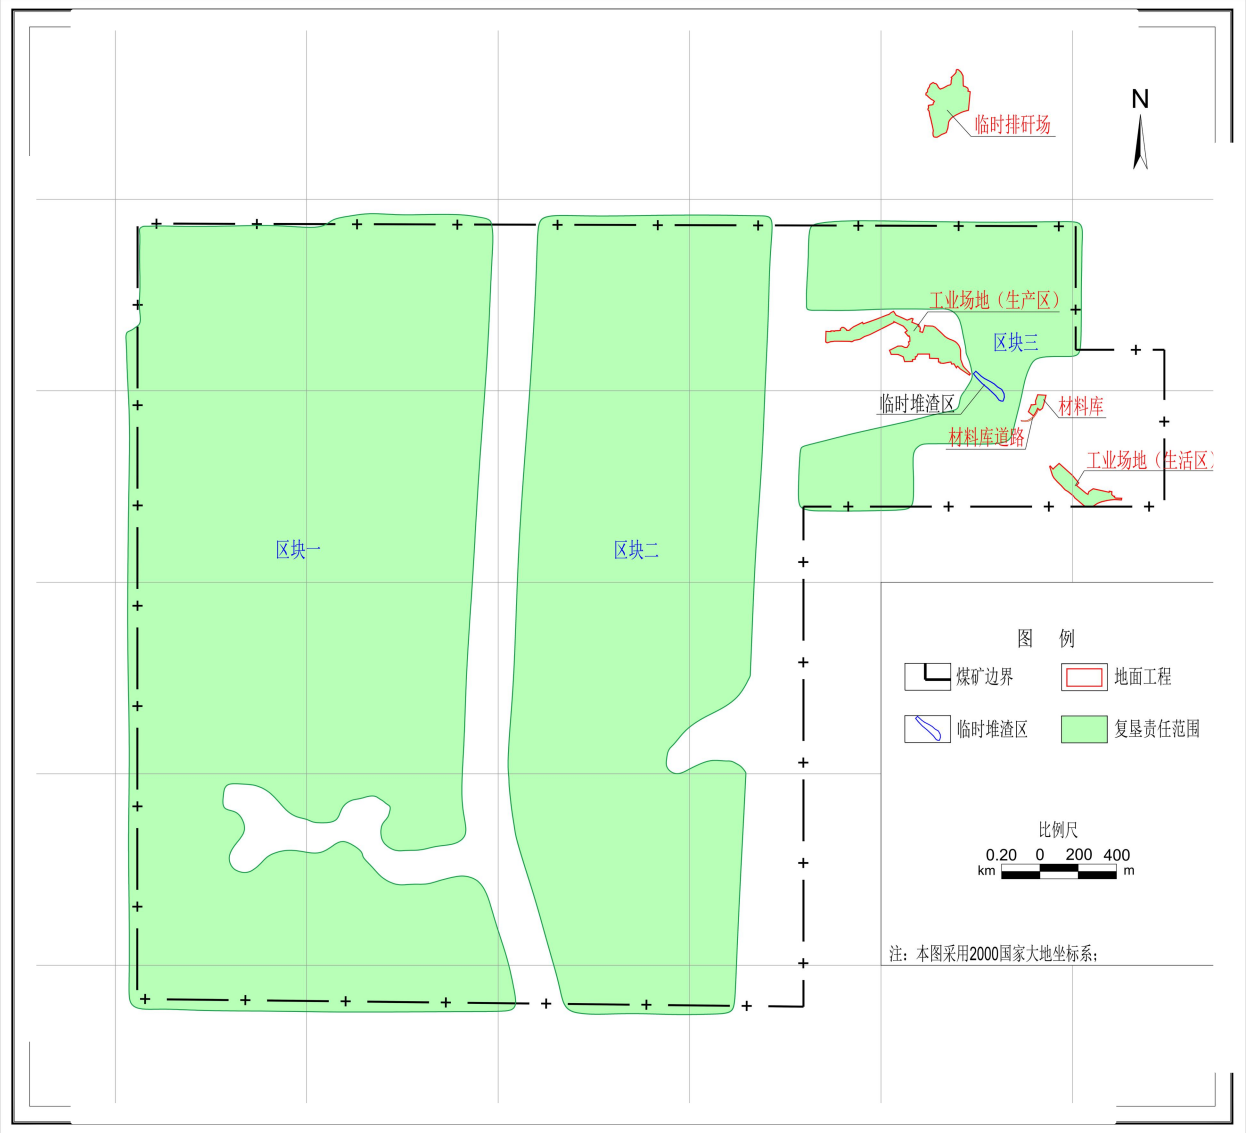 N
临时排矸场
工业场地（生产区）
区块三
临时堆渣区
材料库
材料库道路
工业场地（生活区）
区块一
区块二
图 例
煤矿边界
地面工程
临时堆渣区
复垦责任范围
比例尺
0.20 0 200 400
km m
注：本图采用2000国家大地坐标系；